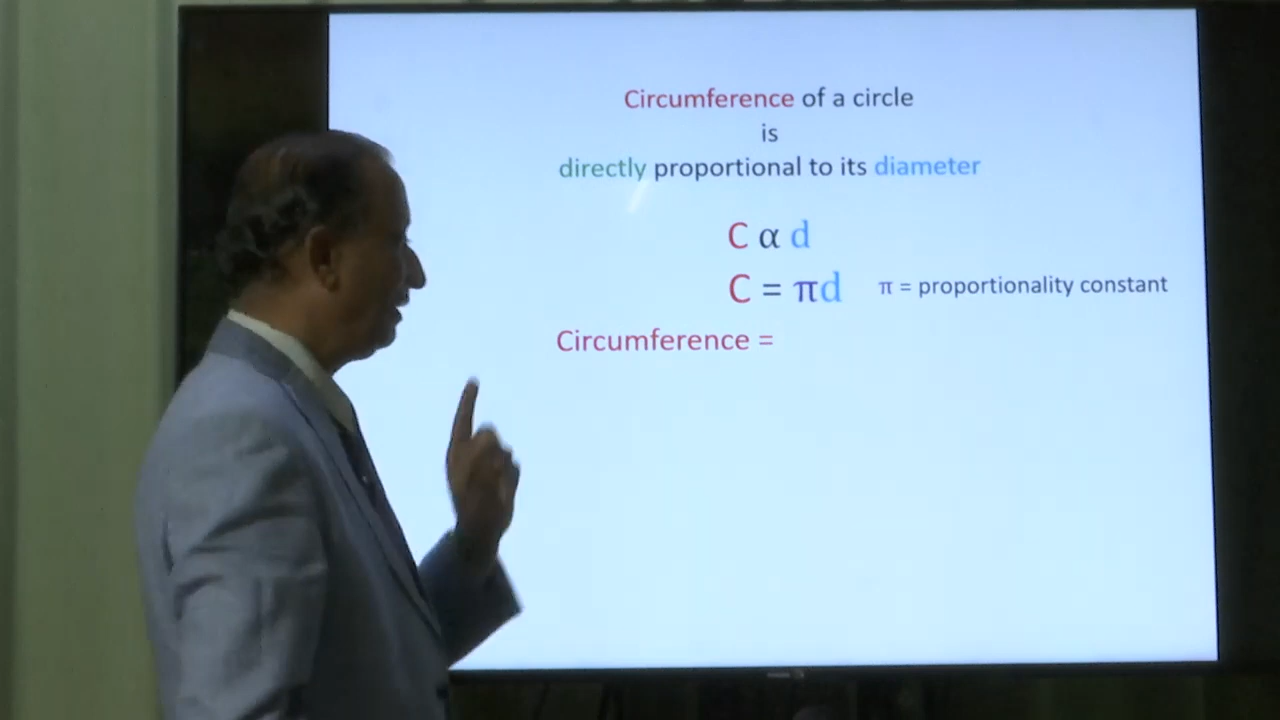 Circumference of a circle
is
directly proportional to its diameter
C α d
C = πd π = proportionality constant
Circumference =